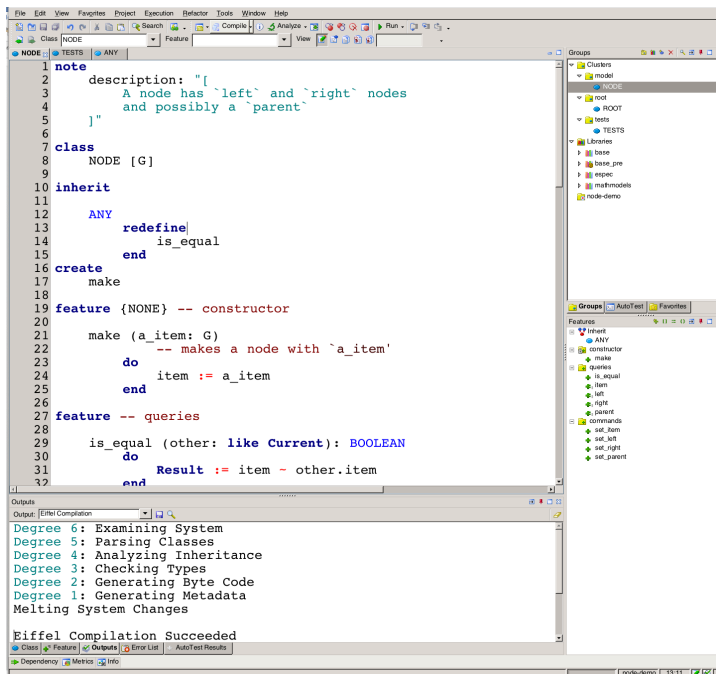 File Edit View Favorites Project Execution Refactor Tools Window Help
Search Compile Analyze Run
Class NODE Feature View
NODE TESTS ANY
1 note
2 description: "[
3 A node has `left` and `right` nodes
4 and possibly a `parent`
5 ]"
6
7 class
8 NODE [G]
9
10 inherit
11
12 ANY
13 redefine
14 is_equal
15 end
16 create
17 make
18
19 feature {NONE} -- constructor
20
21 make (a_item: G)
22 -- makes a node with `a_item'
23 do
24 item := a_item
25 end
26
27 feature -- queries
28
29 is_equal (other: like Current): BOOLEAN
30 do
31 Result := item ~ other.item
32 end
Groups
Clusters
model
NODE
root
ROOT
tests
TESTS
Libraries
base
base_pre
espec
mathmodels
node-demo
Groups AutoTest Favorites
Features
Inherit
ANY
constructor
make
queries
is_equal
item
left
right
parent
commands
set_item
set_left
set_right
set_parent
Outputs
Output: Eiffel Compilation
Degree 6: Examining System
Degree 5: Parsing Classes
Degree 4: Analyzing Inheritance
Degree 3: Checking Types
Degree 2: Generating Byte Code
Degree 1: Generating Metadata
Melting System Changes
Eiffel Compilation Succeeded
Class Feature Outputs Error List AutoTest Results
Dependency Metrics Info
node-demo 13:11